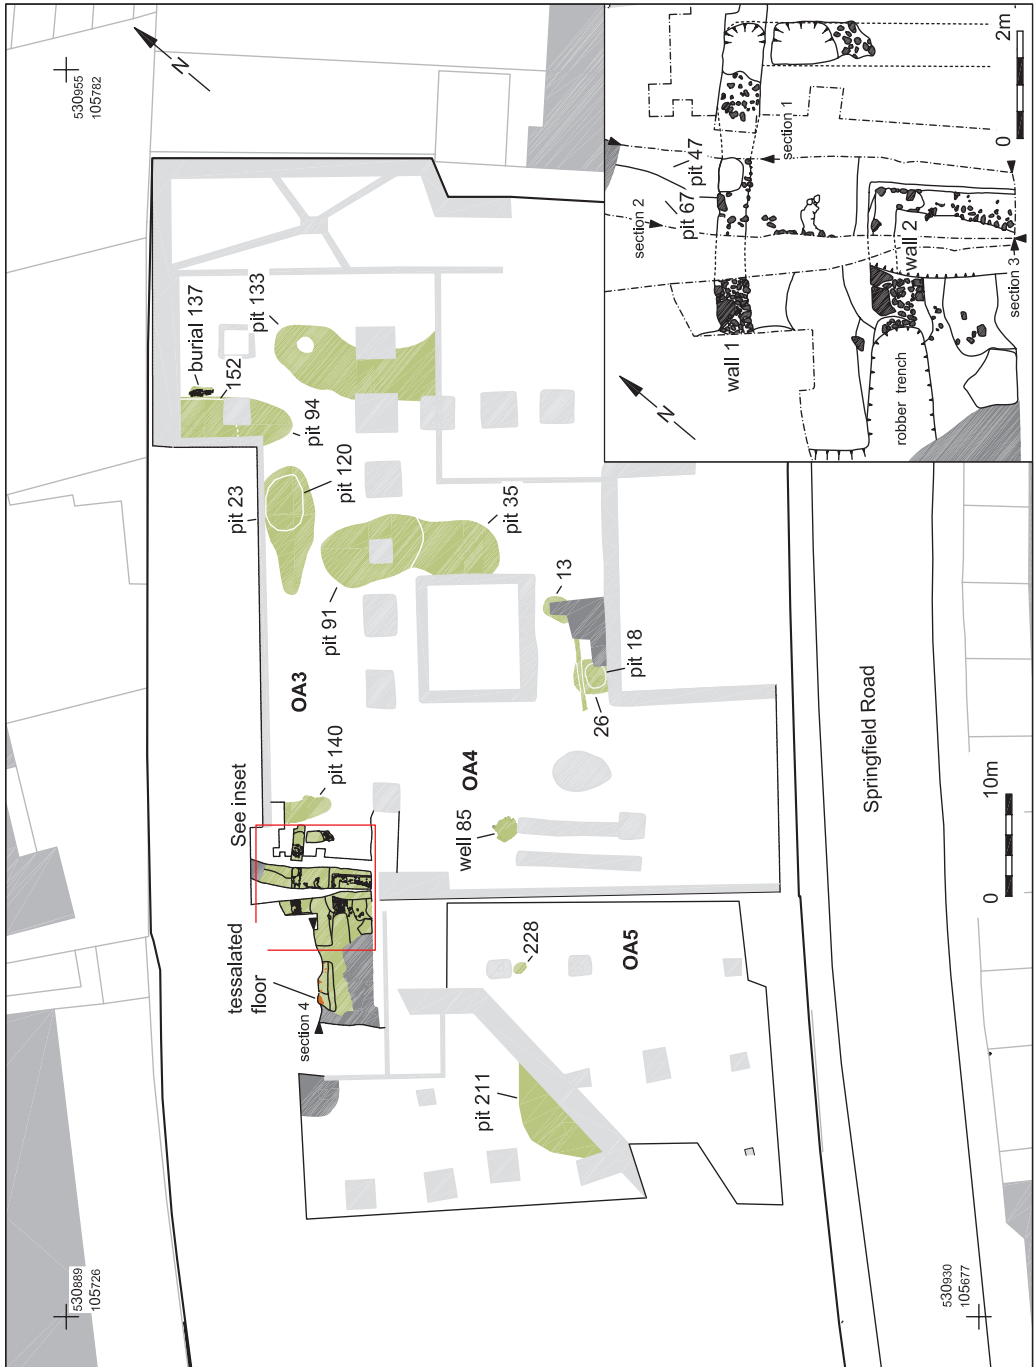 530955
105782
N
burial 137
152
pit 133
pit 94
pit 23
pit 120
pit 35
pit 91
13
pit 18
26
OA3
pit 140
OA4
See inset
well 85
tessalated
floor
section 4
228
OA5
pit 211
Springfield Road
0
10m
530889
105726
530930
105677
2m
0
section 1
pit 47
pit 67
section 2
wall 2
section 3
wall 1
N
robber trench